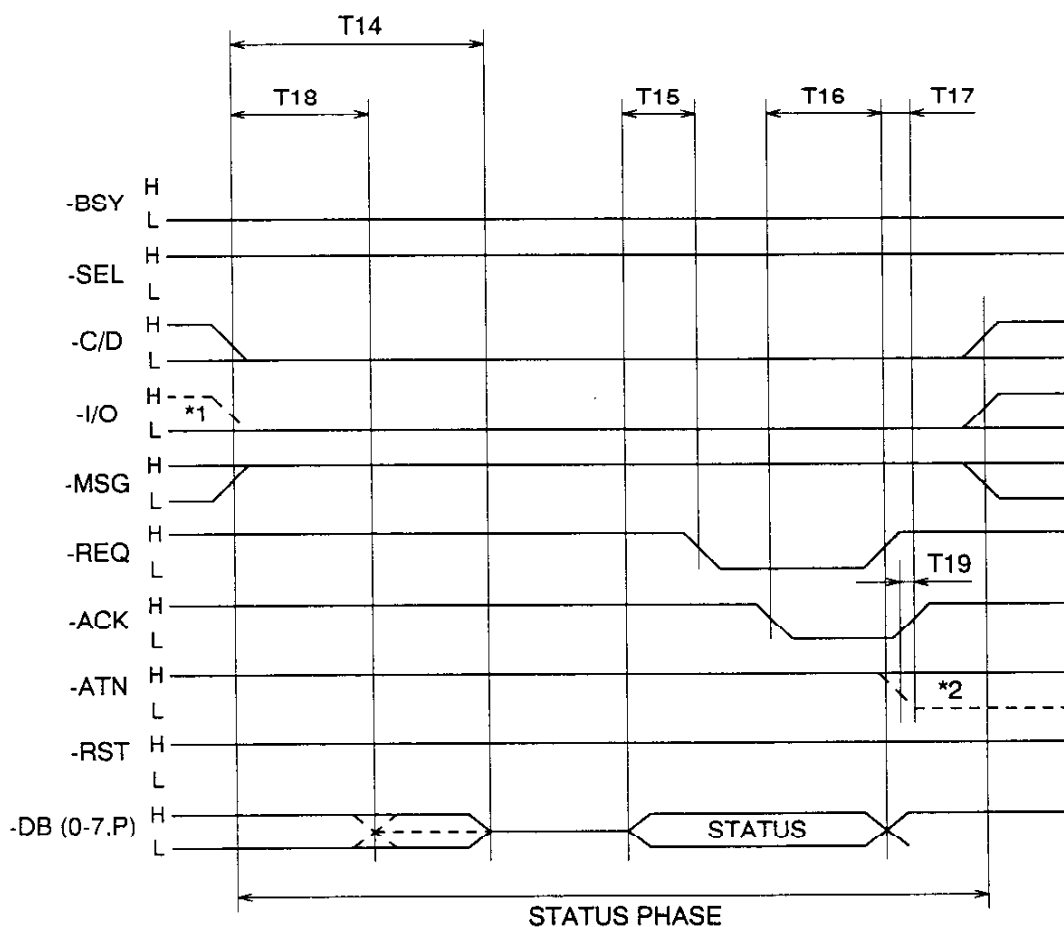 T14
T18 T15 T16 T17
-BSY H
L
-SEL H
L
-C/D H
L
-I/O H *1
L
-MSG H
L
-REQ H
L T19
-ACK H
L
-ATN H
L *2
-RST H
L
-DB (0-7.P) H STATUS
L
STATUS PHASE